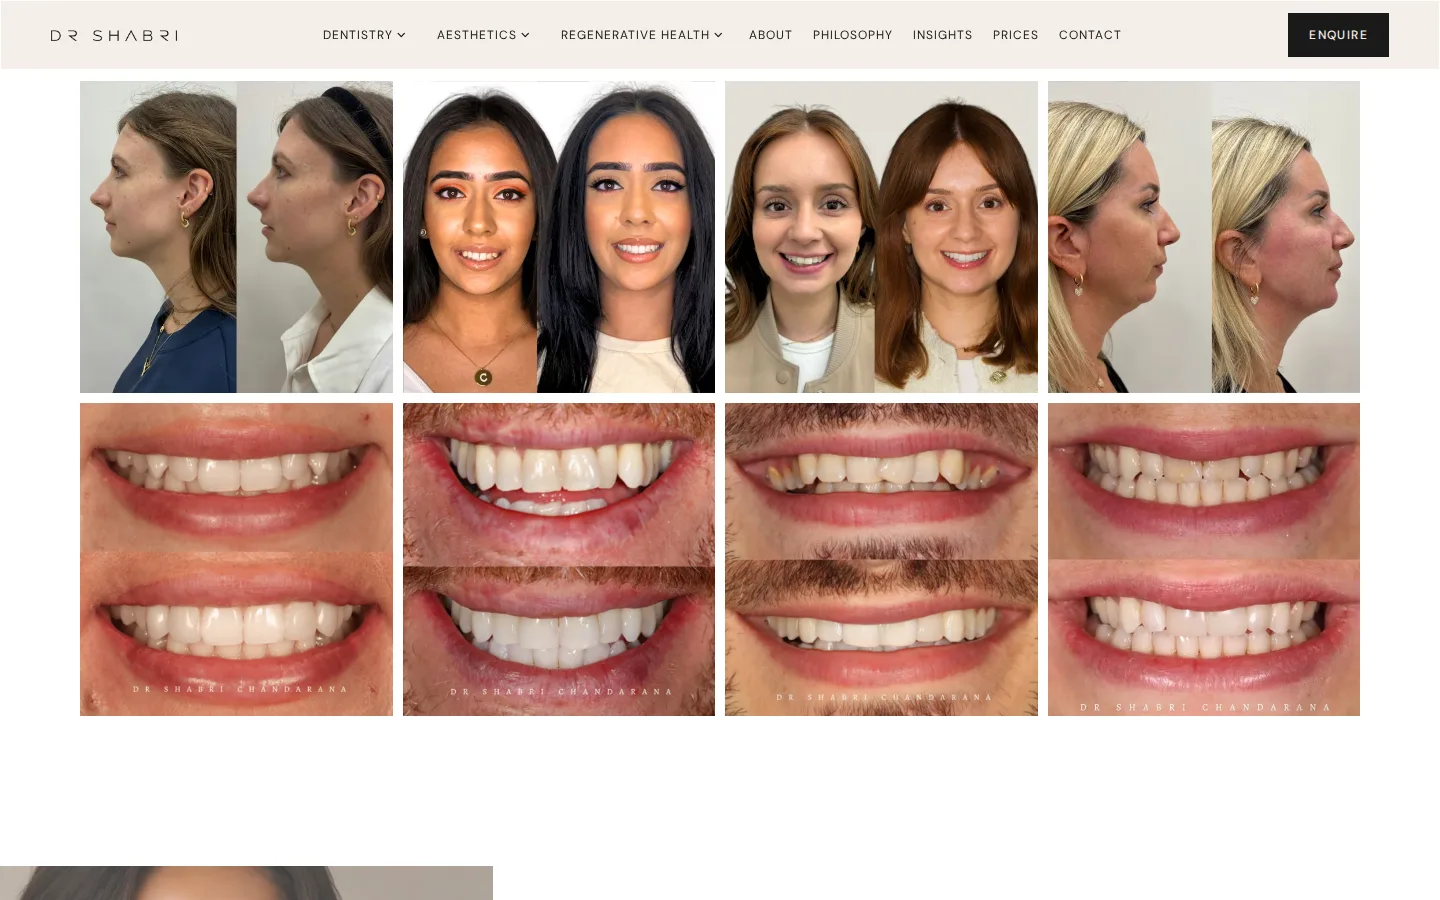 DR SHABRI
DENTISTRY
AESTHETICS
REGENERATIVE HEALTH
ABOUT
PHILOSOPHY
INSIGHTS
PRICES
CONTACT
ENQUIRE
C
DR SHABRI CHANDARANA
DR SHABRI CHANDARANA
DR SHABRI CHANDARANA
DR SHABRI CHANDARANA